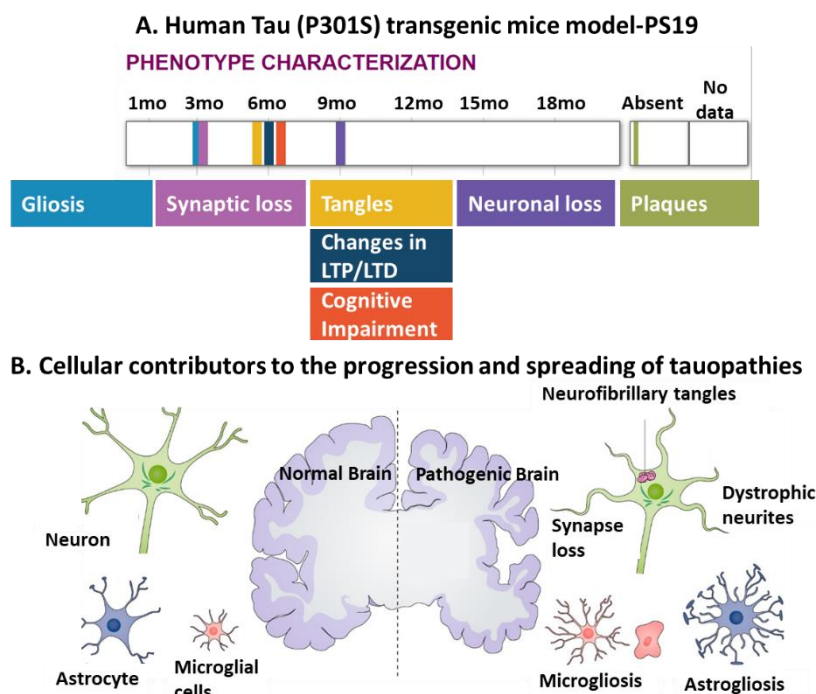 A. Human Tau (P301S) transgenic mice model-PS19
PHENOTYPE CHARACTERIZATION
1mo 3mo 6mo 9mo 12mo 15mo 18mo Absent No data
Gliosis Synaptic loss Tangles Neuronal loss Plaques
Changes in
LTP/LTD
Cognitive
Impairment
B. Cellular contributors to the progression and spreading of tauopathies
Neurofibrillary tangles
Normal Brain
Pathogenic Brain
Neuron
Synapse
loss
Dystrophic
neurites
Astrocyte
Microglial
cells
Microgliosis
Astrogliosis